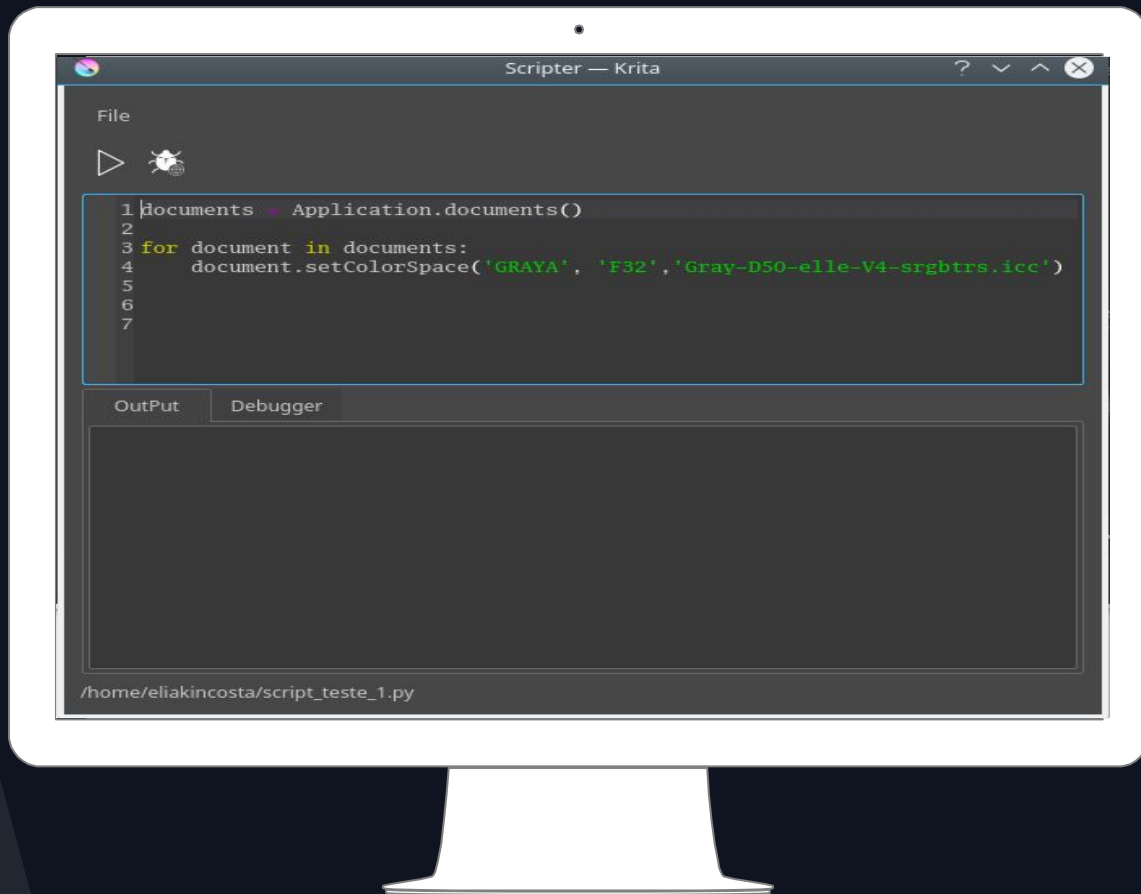 Scripter — Krita
File
1 documents = Application.documents()
2
3 for document in documents:
4     document.setColorSpace('GRAYA', 'F32','Gray-D50-elle-V4-srgbtrs.icc')
5
6
7
OutPut Debugger
/home/eliakincosta/script_teste_1.py